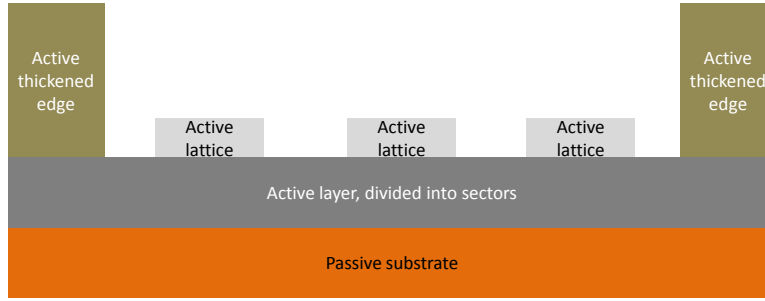 Active
thickened
edge
Active
thickened
edge
Active
lattice
Active
lattice
Active
lattice
Active layer, divided into sectors
Passive substrate